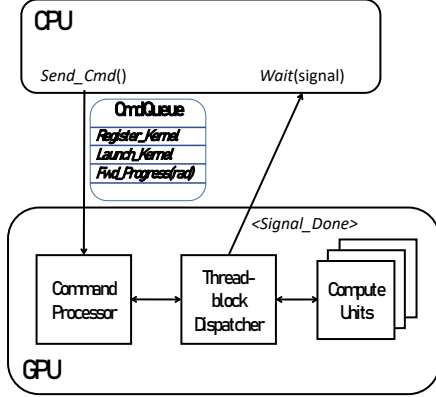 CPU
Send_Cmd()
Wait(signal)
CmdQueue
Register_Kernel
Launch_Kernel
Fwd_Progress(rad)
<Signal_Done>
Command
Processor
Thread-
block
Dispatcher
Compute
Units
GPU